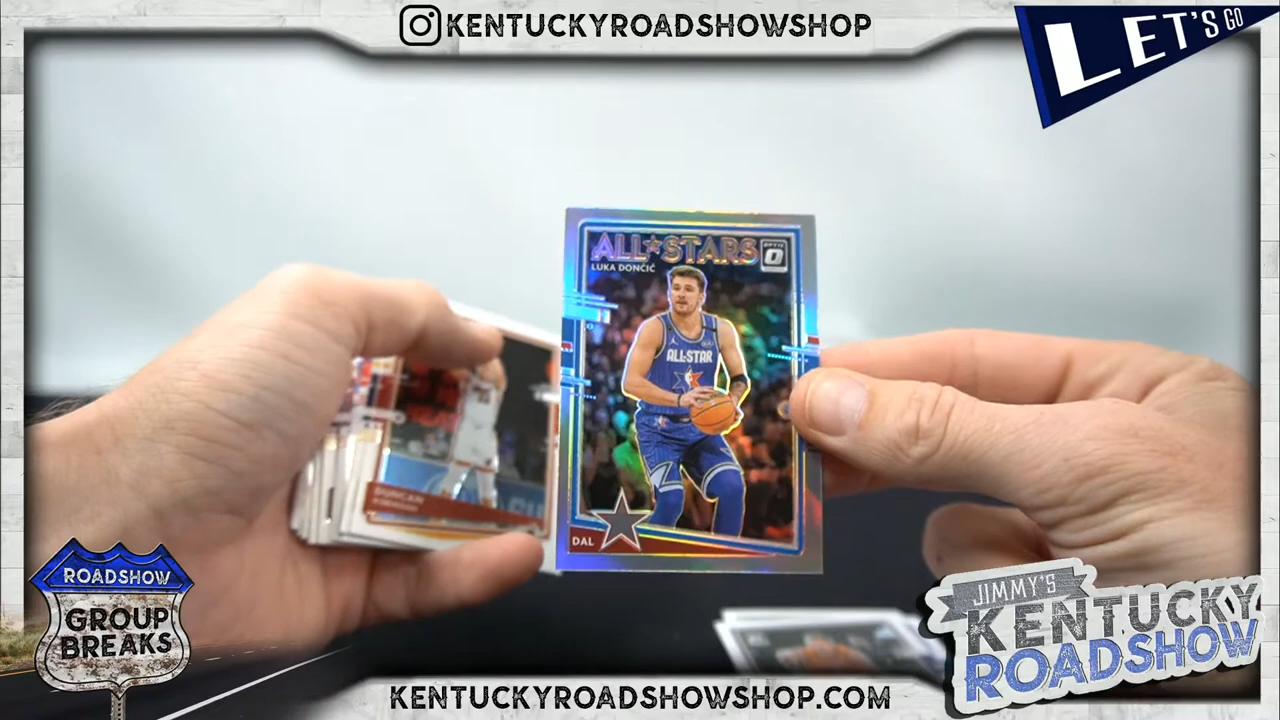 KENTUCKYROADSHOWSHOP
LET'S GO
ALL★STARS
OPTIC
LUKA DONČIĆ
ALL-STAR
DAL
DUNCAN
ROADSHOW
GROUP
BREAKS
JIMMY'S
KENTUCKY
ROADSHOW
KENTUCKYROADSHOWSHOP.COM